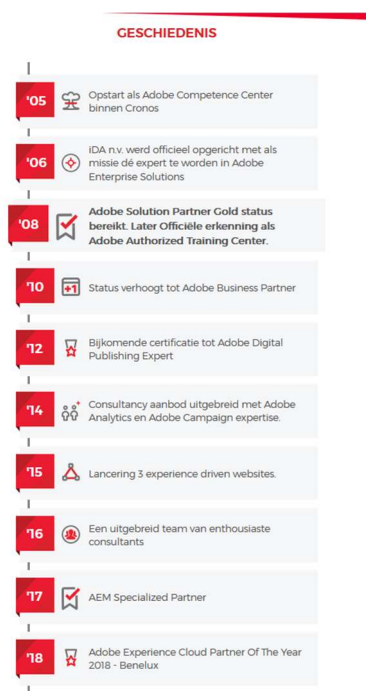 GESCHIEDENIS
'05
Opstart als Adobe Competence Center
binnen Cronos
'06
iDA n.v. werd officieel opgericht met als
missie dé expert te worden in Adobe
Enterprise Solutions
'08
Adobe Solution Partner Gold status
bereikt. Later Officiële erkenning als
Adobe Authorized Training Center.
'10
+1
Status verhoogt tot Adobe Business Partner
'12
Bijkomende certificatie tot Adobe Digital
Publishing Expert
'14
Consultancy aanbod uitgebreid met Adobe
Analytics en Adobe Campaign expertise.
'15
Lancering 3 experience driven websites.
'16
Een uitgebreid team van enthousiaste
consultants
'17
AEM Specialized Partner
'18
Adobe Experience Cloud Partner Of The Year
2018 - Benelux